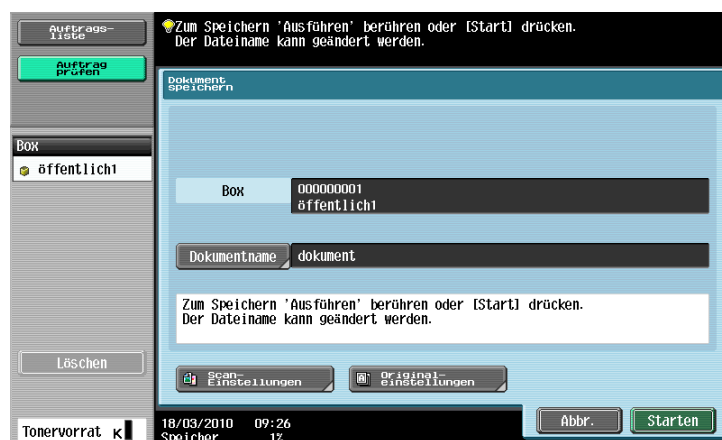 Auftrags-
liste
Auftrag
prüfen
Zum Speichern 'Ausführen' berühren oder [Start] drücken.
Der Dateiname kann geändert werden.
Dokument
speichern
Box
öffentlich1
Box
000000001
öffentlich1
Dokumentname
dokument
Zum Speichern 'Ausführen' berühren oder [Start] drücken.
Der Dateiname kann geändert werden.
Löschen
Scan-
Einstellungen
Original-
einstellungen
Tonervorrat K
18/03/2010 09:26
Speicher 1%
Abbr.
Starten